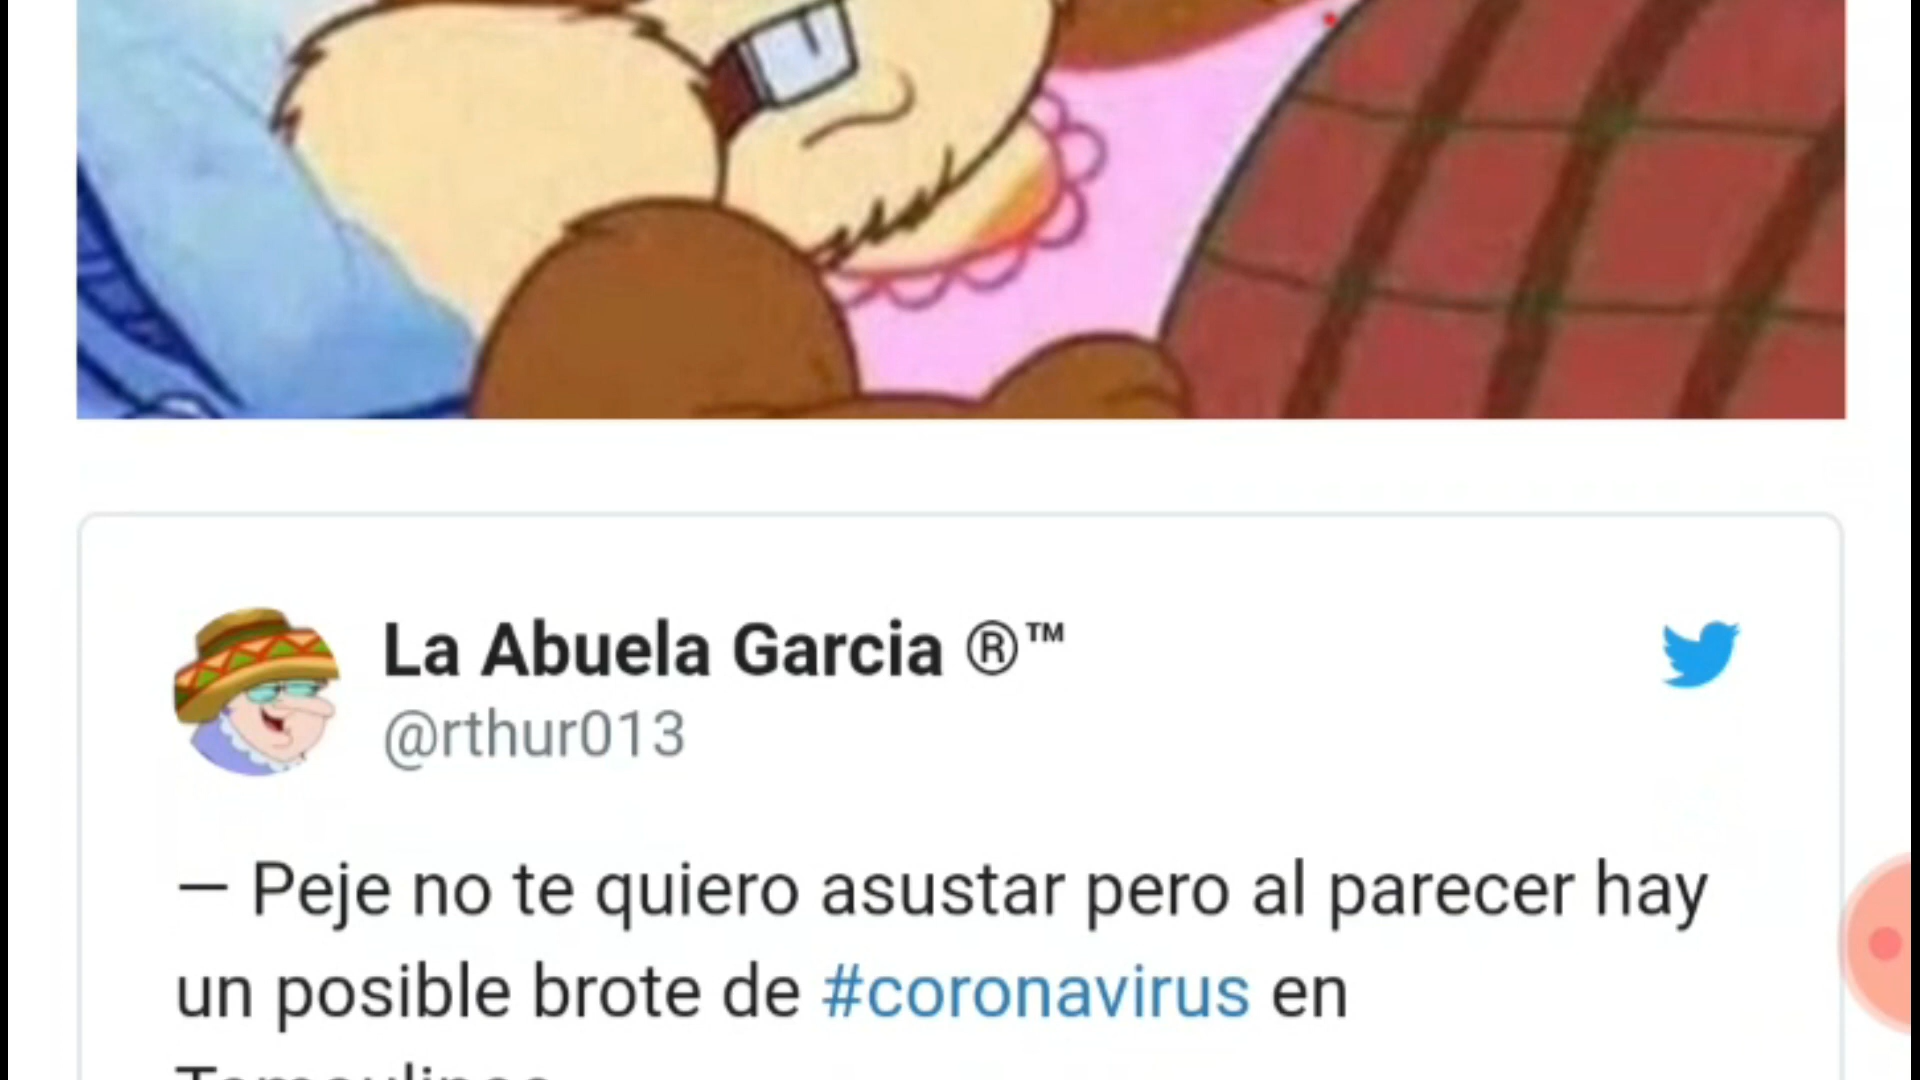 La Abuela Garcia ®™
@rthur013
— Peje no te quiero asustar pero al parecer hay
un posible brote de #coronavirus en